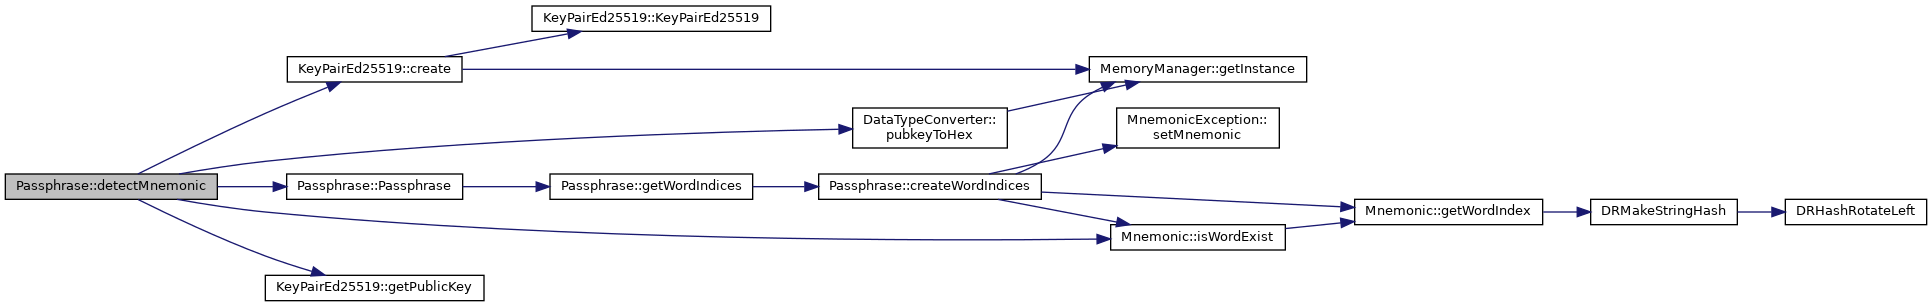 KeyPairEd25519::KeyPairEd25519
KeyPairEd25519::create
MemoryManager::getInstance
DataTypeConverter::
pubkeyToHex
MnemonicException::
setMnemonic
Passphrase::detectMnemonic
Passphrase::Passphrase
Passphrase::getWordIndices
Passphrase::createWordIndices
Mnemonic::getWordIndex
DRMakeStringHash
DRHashRotateLeft
Mnemonic::isWordExist
KeyPairEd25519::getPublicKey